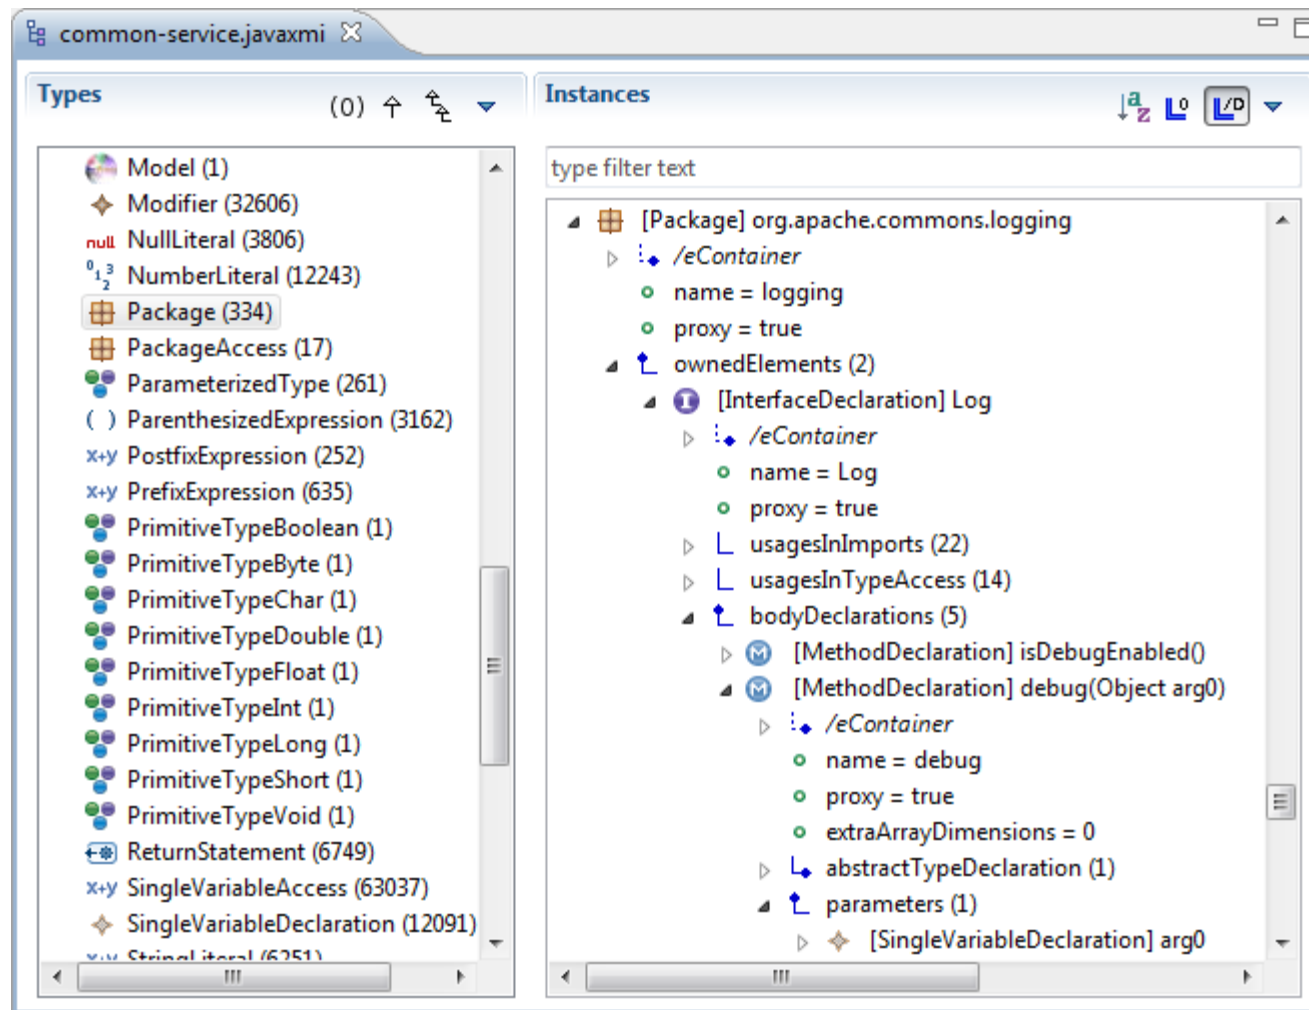 common-service.javaxmi
Types
(0)
Instances
type filter text
Model (1)
Modifier (32606)
null NullLiteral (3806)
NumberLiteral (12243)
Package (334)
PackageAccess (17)
ParameterizedType (261)
( ) ParenthesizedExpression (3162)
x+y PostfixExpression (252)
x+y PrefixExpression (635)
PrimitiveTypeBoolean (1)
PrimitiveTypeByte (1)
PrimitiveTypeChar (1)
PrimitiveTypeDouble (1)
PrimitiveTypeFloat (1)
PrimitiveTypeInt (1)
PrimitiveTypeLong (1)
PrimitiveTypeShort (1)
PrimitiveTypeVoid (1)
ReturnStatement (6749)
x+y SingleVariableAccess (63037)
SingleVariableDeclaration (12091)
x+y StringLiteral (6251)
[Package] org.apache.commons.logging
/eContainer
name = logging
proxy = true
ownedElements (2)
[InterfaceDeclaration] Log
/eContainer
name = Log
proxy = true
usagesInImports (22)
usagesInTypeAccess (14)
bodyDeclarations (5)
[MethodDeclaration] isDebugEnabled()
[MethodDeclaration] debug(Object arg0)
/eContainer
name = debug
proxy = true
extraArrayDimensions = 0
abstractTypeDeclaration (1)
parameters (1)
[SingleVariableDeclaration] arg0